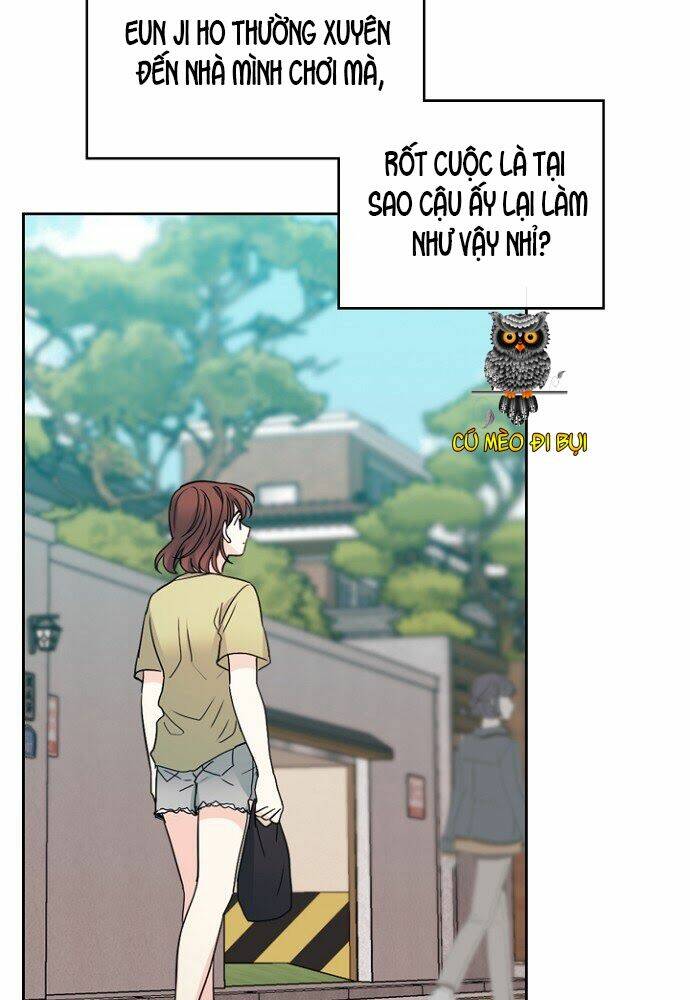 EUN JI HO THƯỜNG XUYÊN
ĐẾN NHÀ MÌNH CHƠI MÀ,
RỐT CUỘC LÀ TẠI
SAO CẬU ẤY LẠI LÀM
NHƯ VẬY NHỈ?
CÚ MÈO ĐI BỤI